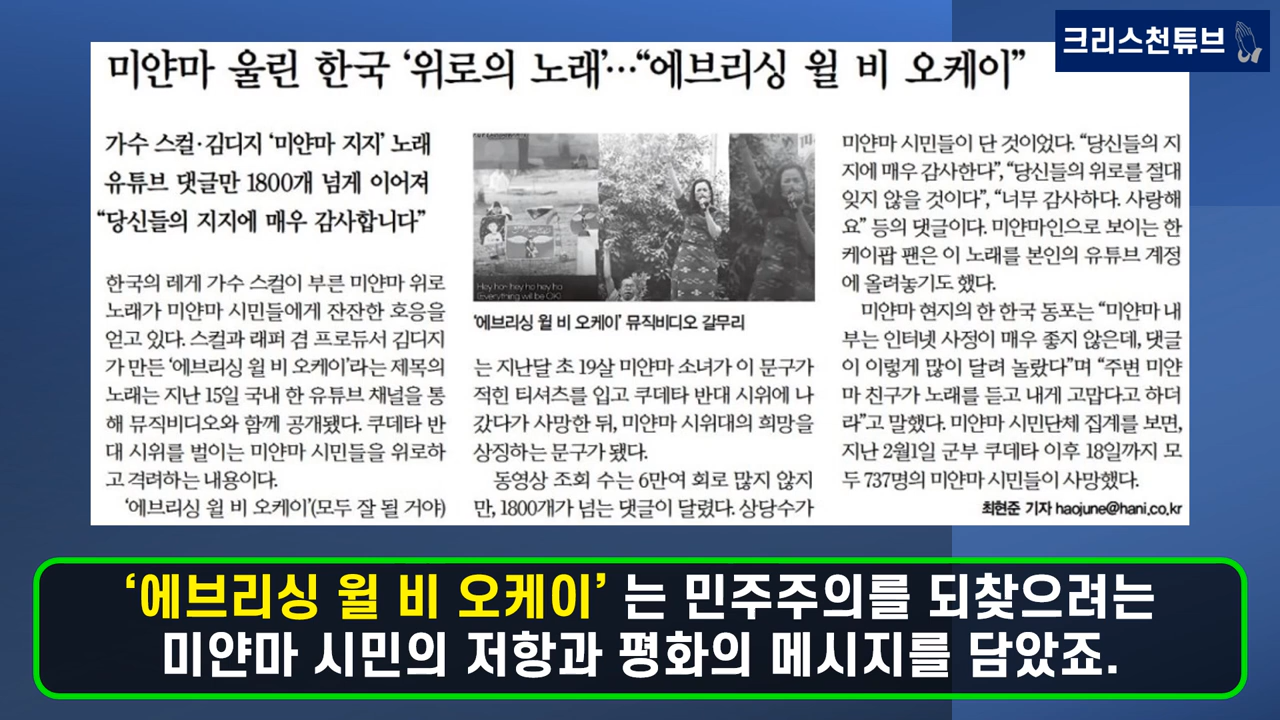 크리스천튜브
미얀마 울린 한국 ‘위로의 노래’…“에브리싱 윌 비 오케이”
가수 스컬·김디지 ‘미얀마 지지’ 노래
유튜브 댓글만 1800개 넘게 이어져
“당신들의 지지에 매우 감사합니다”
한국의 레게 가수 스컬이 부른 미얀마 위로
노래가 미얀마 시민들에게 잔잔한 호응을
얻고 있다. 스컬과 래퍼 겸 프로듀서 김디지
가 만든 ‘에브리싱 윌 비 오케이’라는 제목의
노래는 지난 15일 국내 한 유튜브 채널을 통
해 뮤직비디오와 함께 공개됐다. 쿠데타 반
대 시위를 벌이는 미얀마 시민들을 위로하
고 격려하는 내용이다.
‘에브리싱 윌 비 오케이’(모두 잘 될 거야)
Hey ho~ hey ho hey ho
(Everything will be OK)
‘에브리싱 윌 비 오케이’ 뮤직비디오 갈무리
는 지난달 초 19살 미얀마 소녀가 이 문구가
적힌 티셔츠를 입고 쿠데타 반대 시위에 나
갔다가 사망한 뒤, 미얀마 시위대의 희망을
상징하는 문구가 됐다.
동영상 조회 수는 6만여 회로 많지 않지
만, 1800개가 넘는 댓글이 달렸다. 상당수가
미얀마 시민들이 단 것이었다. “당신들의 지
지에 매우 감사한다”, “당신들의 위로를 절대
잊지 않을 것이다”, “너무 감사하다. 사랑해
요” 등의 댓글이다. 미얀마인으로 보이는 한
케이팝 팬은 이 노래를 본인의 유튜브 계정
에 올려놓기도 했다.
미얀마 현지의 한 한국 동포는 “미얀마 내
부는 인터넷 사정이 매우 좋지 않은데, 댓글
이 이렇게 많이 달려 놀랐다”며 “주변 미얀
마 친구가 노래를 듣고 내게 고맙다고 하더
라”고 말했다. 미얀마 시민단체 집계를 보면,
지난 2월1일 군부 쿠데타 이후 18일까지 모
두 737명의 미얀마 시민들이 사망했다.
최현준 기자 haojune@hani.co.kr
‘에브리싱 윌 비 오케이’ 는 민주주의를 되찾으려는
미얀마 시민의 저항과 평화의 메시지를 담았죠.